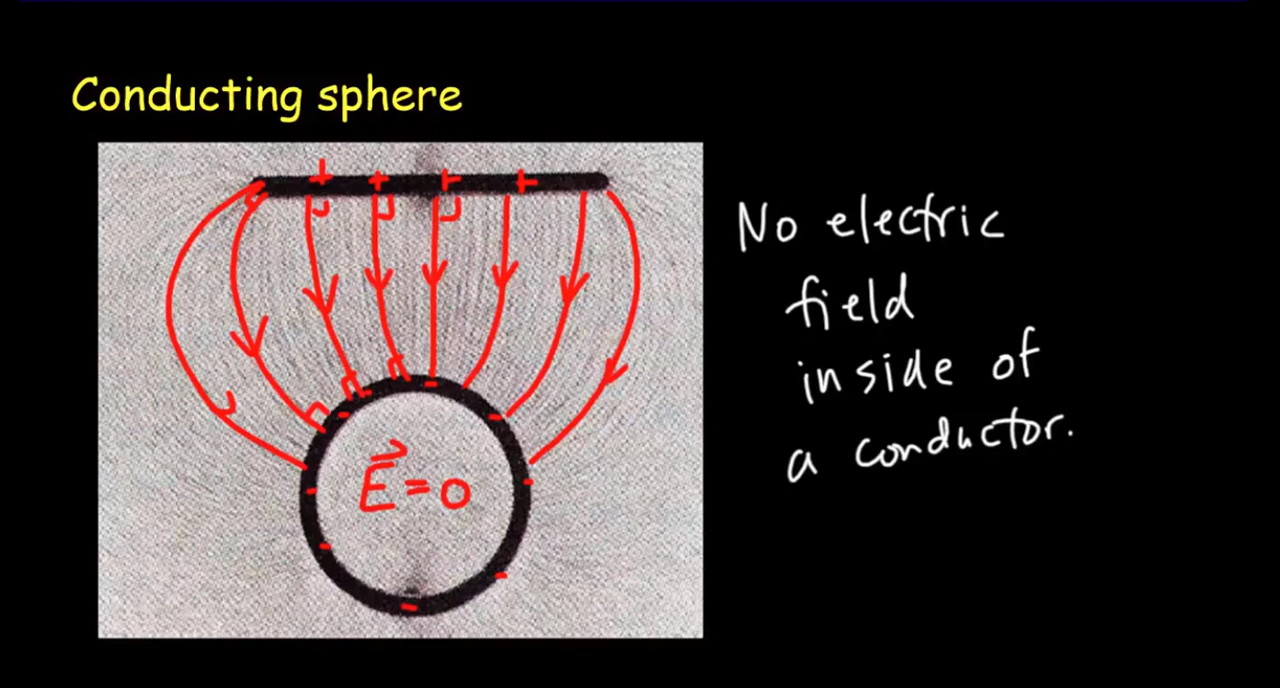 Conducting sphere
+ + + +
No electric
field
inside of
a conductor.
E⃗ = 0